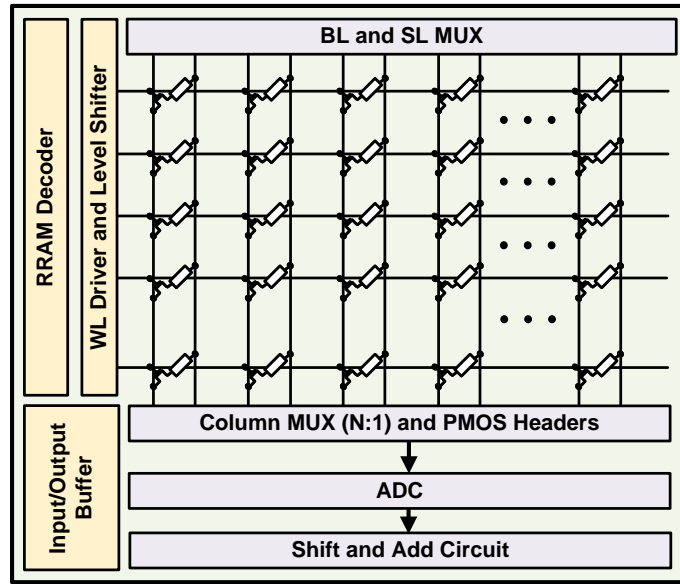 BL and SL MUX
RRAM Decoder
WL Driver and Level Shifter
Column MUX (N:1) and PMOS Headers
Input/Output
Buffer
ADC
Shift and Add Circuit